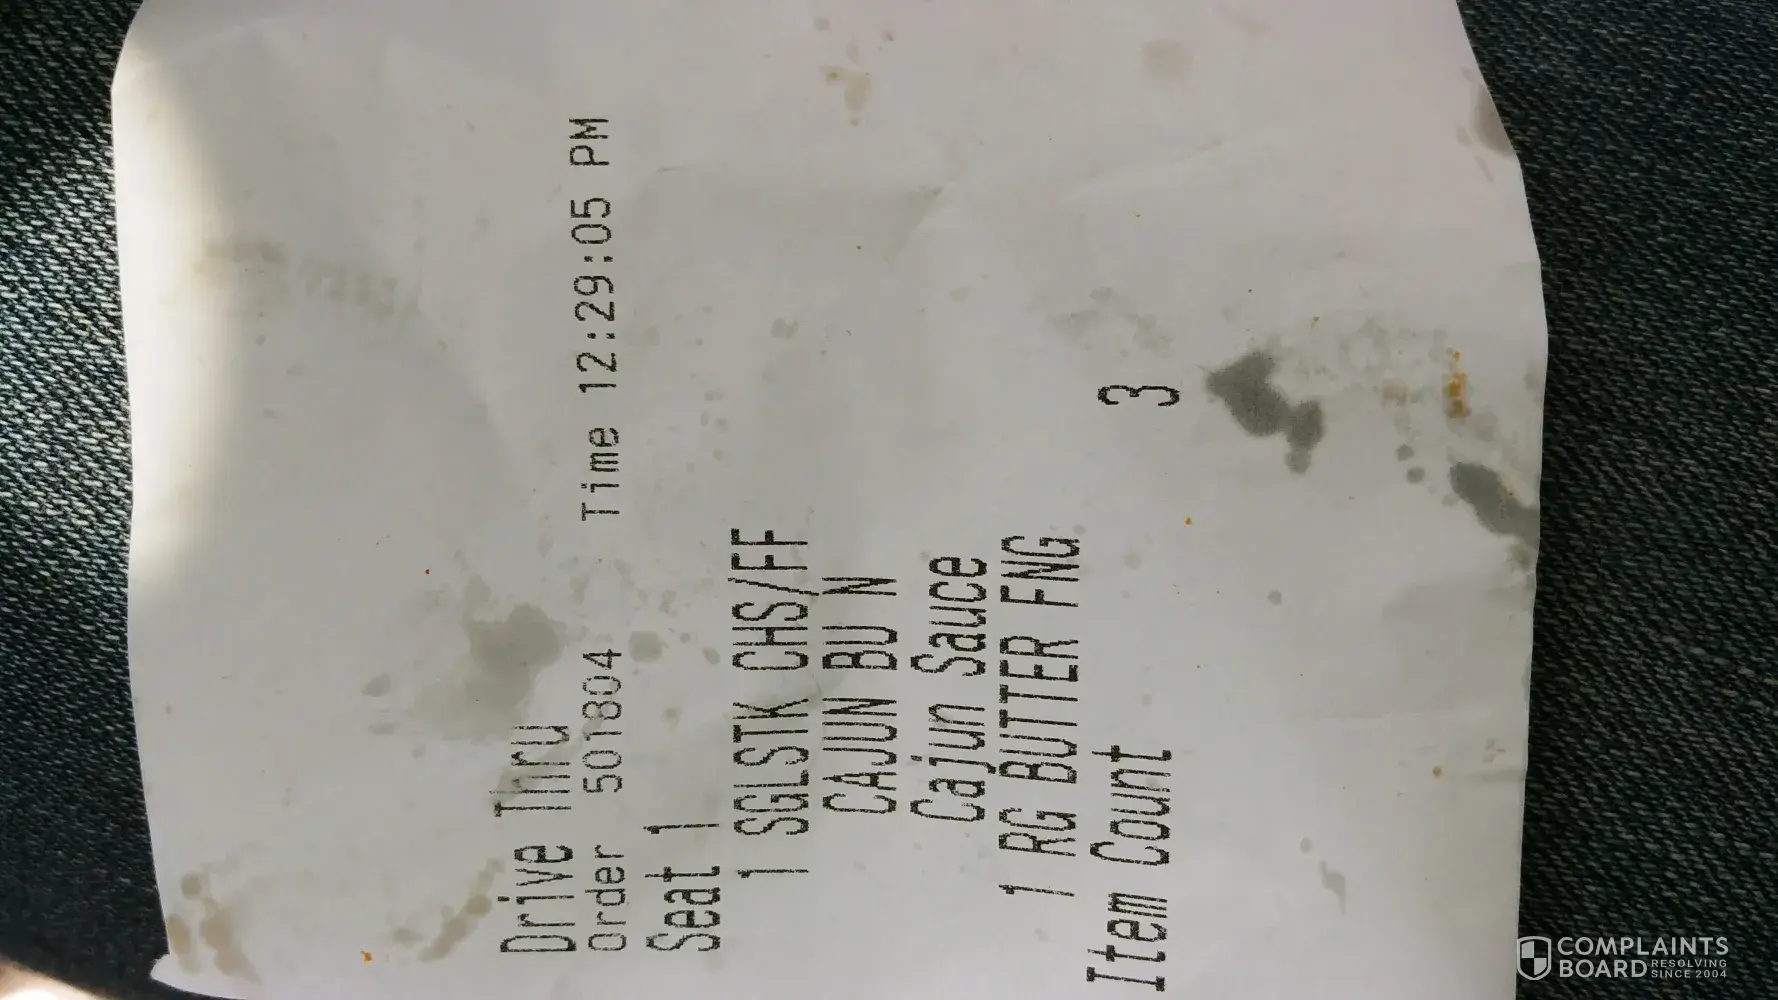 Drive Thru
Order 501804 Time 12:29:05 PM
Seat 1
1 SGLSTK CHS/FF
CAJUN BU N
Cajun Sauce
1 RG BUTTER FNG
Item Count 3
COMPLAINTS
BOARD RESOLVING
SINCE 2004